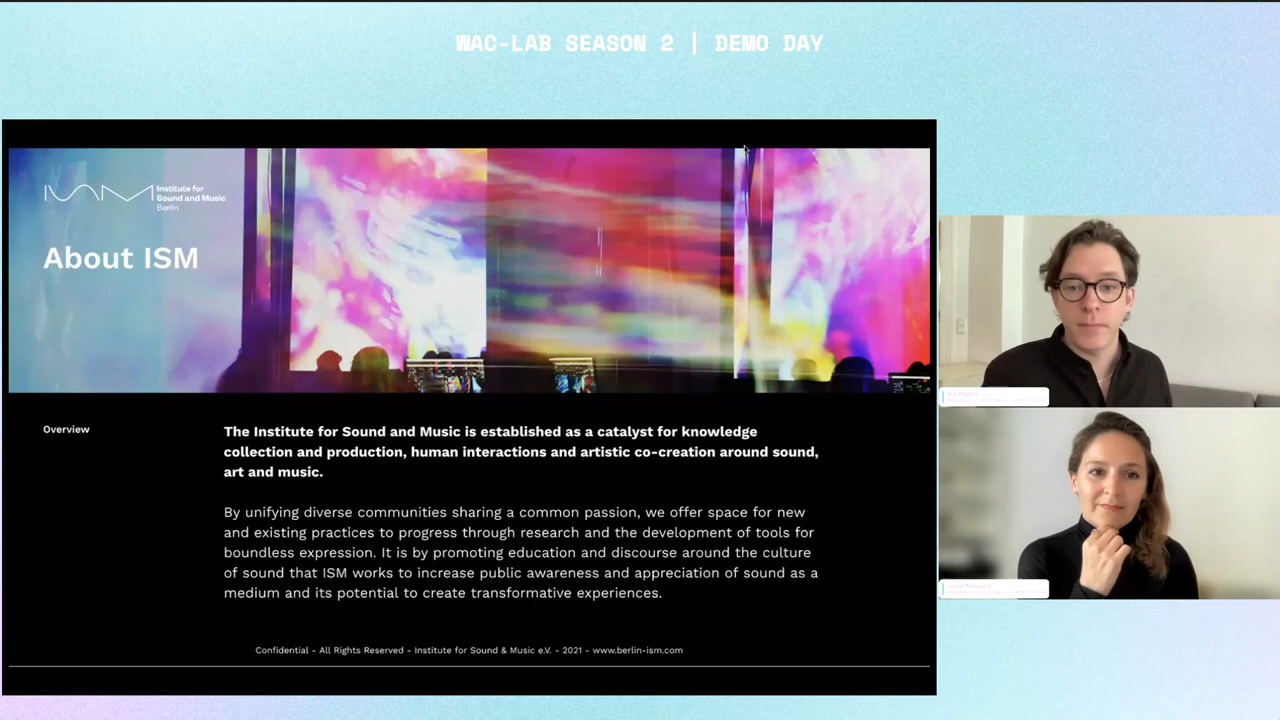 WAC-LAB SEASON 2 | DEMO DAY
Institute for
Sound and Music
Berlin
About ISM
Overview
The Institute for Sound and Music is established as a catalyst for knowledge
collection and production, human interactions and artistic co-creation around sound,
art and music.
By unifying diverse communities sharing a common passion, we offer space for new
and existing practices to progress through research and the development of tools for
boundless expression. It is by promoting education and discourse around the culture
of sound that ISM works to increase public awareness and appreciation of sound as a
medium and its potential to create transformative experiences.
Confidential - All Rights Reserved - Institute for Sound & Music e.V. - 2021 - www.berlin-ism.com